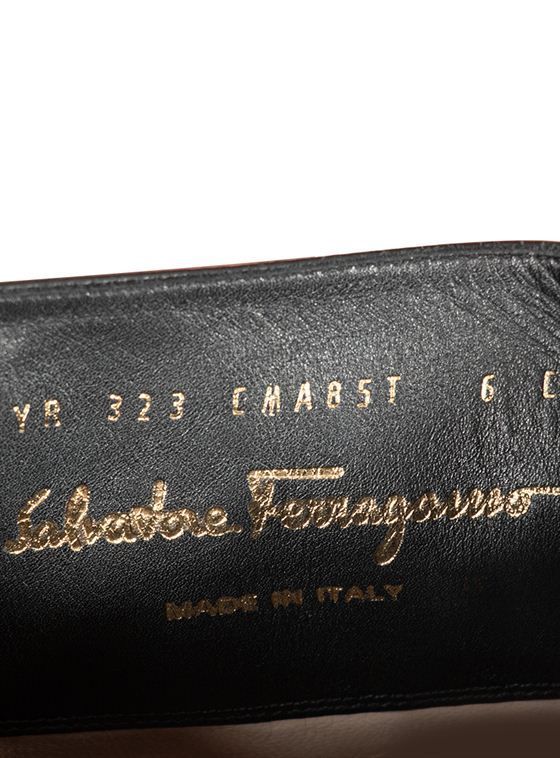 YR 323 CMA85T 6 C
Salvatore Ferragamo
MADE IN ITALY